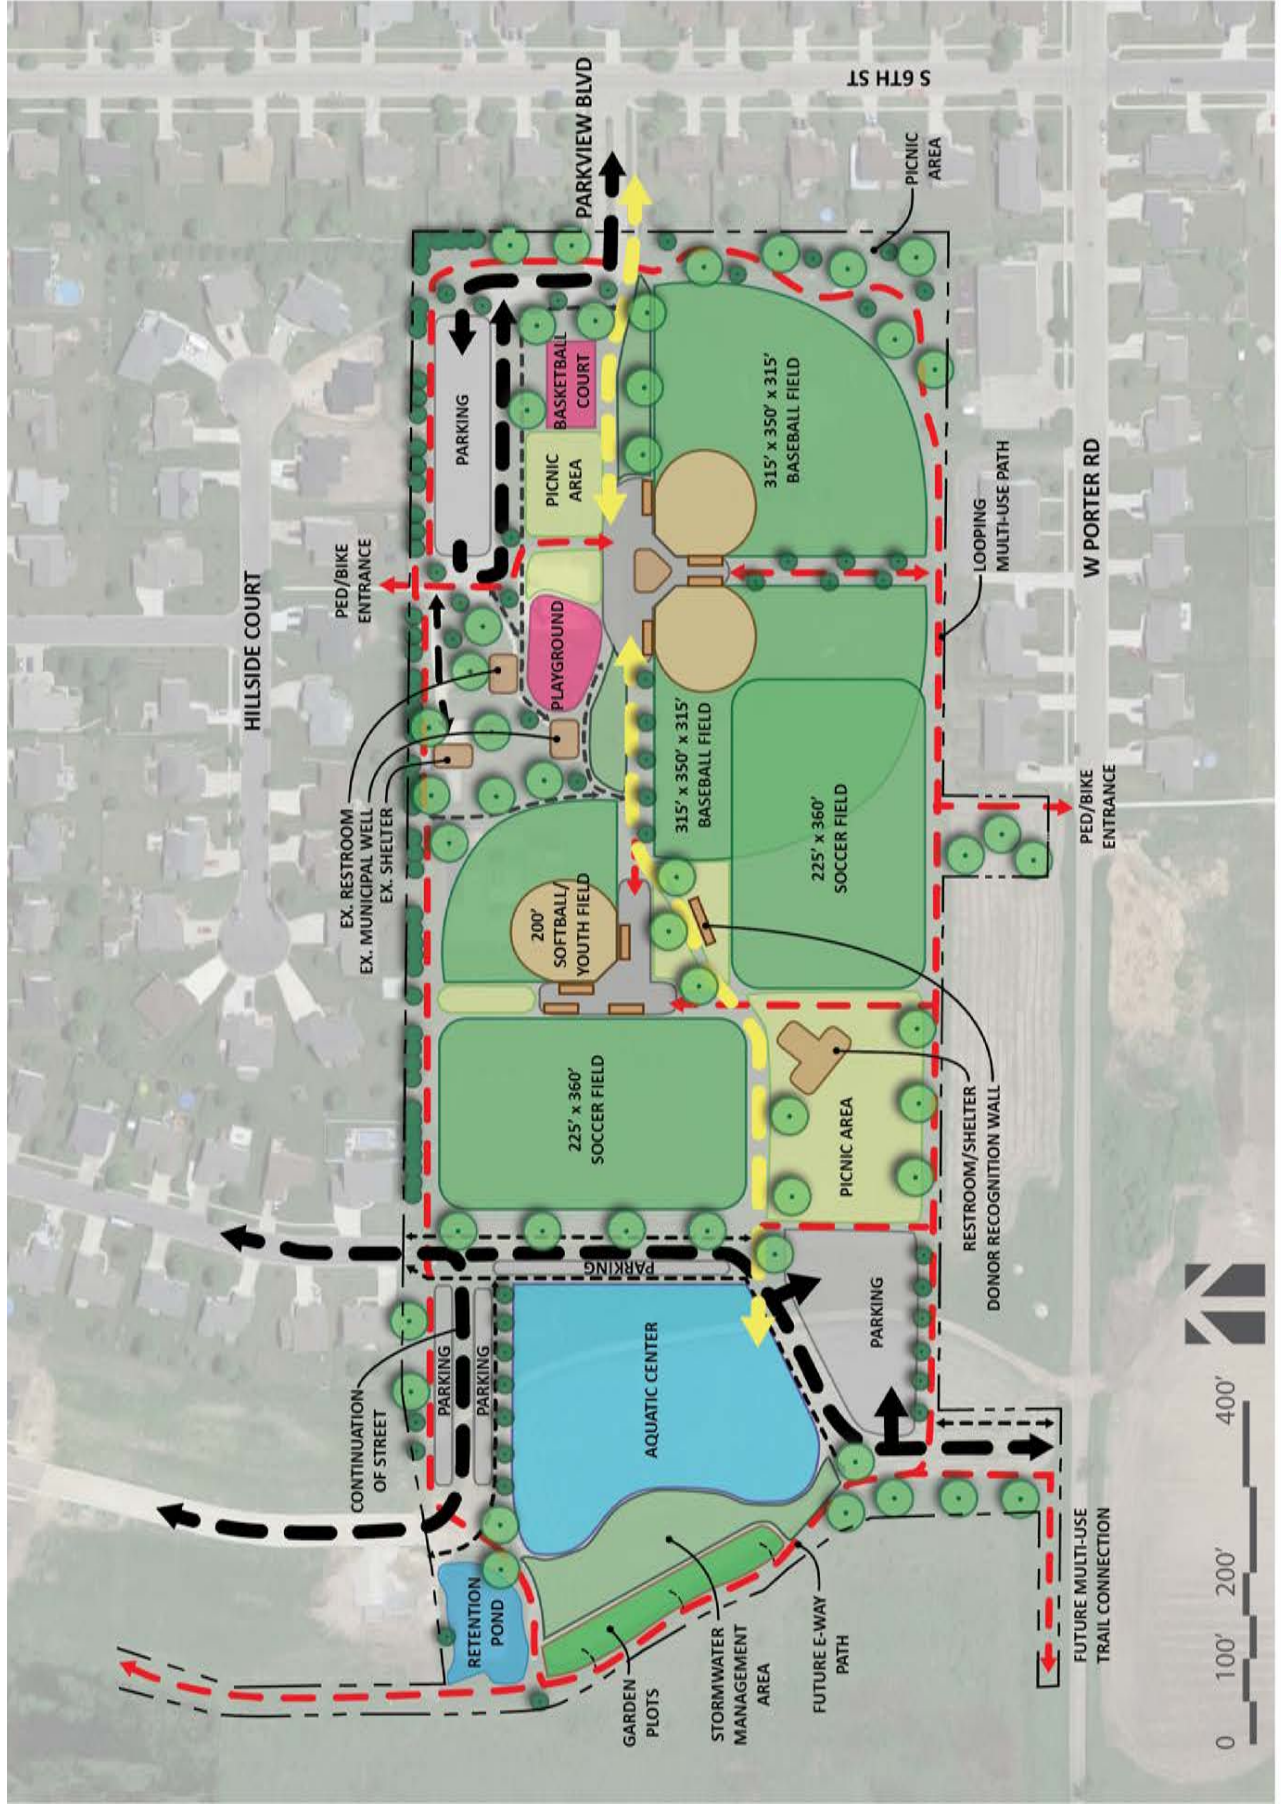 HILLSIDE COURT
PED/BIKE
ENTRANCE
EX. RESTROOM
EX. MUNICIPAL WELL
EX. SHELTER
CONTINUATION
OF STREET
PARKING
PARKING
RETENTION
POND
PARKING
AQUATIC CENTER
225' x 360'
SOCCER FIELD
200'
SOFTBALL/
YOUTH FIELD
PLAYGROUND
PICNIC
AREA
BASKETBALL
COURT
PARKING
PARKVIEW BLVD
S 6TH ST
GARDEN
PLOTS
STORMWATER
MANAGEMENT
AREA
FUTURE E-WAY
PATH
PARKING
PICNIC AREA
315' x 350' x 315'
BASEBALL FIELD
225' x 360'
SOCCER FIELD
315' x 350' x 315'
BASEBALL FIELD
PICNIC
AREA
RESTROOM/SHELTER
DONOR RECOGNITION WALL
LOOPING
MULTI-USE PATH
PED/BIKE
ENTRANCE
W PORTER RD
FUTURE MULTI-USE
TRAIL CONNECTION
0 100' 200' 400'